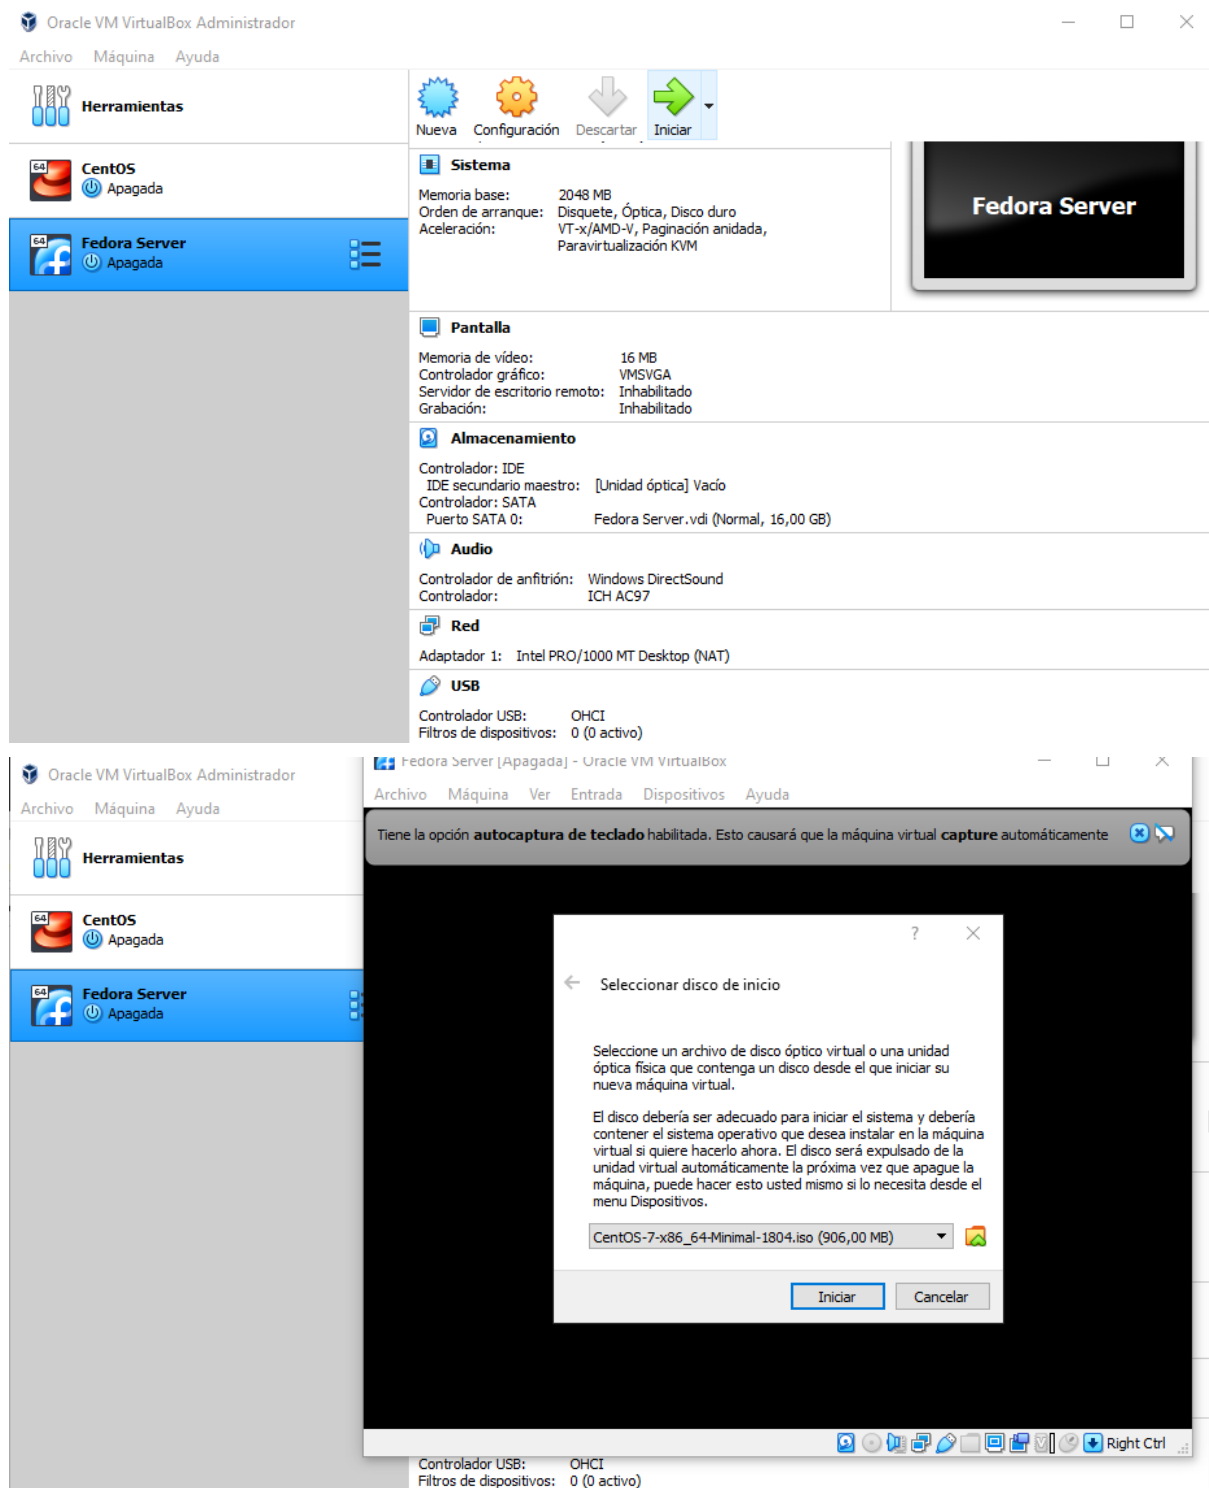 Oracle VM VirtualBox Administrador
Archivo Máquina Ayuda
Herramientas
Nueva Configuración Descartar Iniciar
64
CentOS
Apagada
64
Fedora Server
Apagada
Sistema
Memoria base: 2048 MB
Orden de arranque: Disquete, Óptica, Disco duro
Aceleración: VT-x/AMD-V, Paginación anidada,
Paravirtualización KVM
Fedora Server
Pantalla
Memoria de vídeo: 16 MB
Controlador gráfico: VMSVGA
Servidor de escritorio remoto: Inhabilitado
Grabación: Inhabilitado
Almacenamiento
Controlador: IDE
IDE secundario maestro: [Unidad óptica] Vacío
Controlador: SATA
Puerto SATA 0: Fedora Server.vdi (Normal, 16,00 GB)
Audio
Controlador de anfitrión: Windows DirectSound
Controlador: ICH AC97
Red
Adaptador 1: Intel PRO/1000 MT Desktop (NAT)
USB
Controlador USB: OHCI
Filtros de dispositivos: 0 (0 activo)
Oracle VM VirtualBox Administrador
Archivo Máquina Ayuda
Herramientas
64
CentOS
Apagada
64
Fedora Server
Apagada
Fedora Server [Apagada] - Oracle VM VirtualBox
Archivo Máquina Ver Entrada Dispositivos Ayuda
Tiene la opción autocaptura de teclado habilitada. Esto causará que la máquina virtual capture automáticamente
?
Seleccionar disco de inicio
Seleccione un archivo de disco óptico virtual o una unidad
óptica física que contenga un disco desde el que iniciar su
nueva máquina virtual.
El disco debería ser adecuado para iniciar el sistema y debería
contener el sistema operativo que desea instalar en la máquina
virtual si quiere hacerlo ahora. El disco será expulsado de la
unidad virtual automáticamente la próxima vez que apague la
máquina, puede hacer esto usted mismo si lo necesita desde el
menu Dispositivos.
CentOS-7-x86_64-Minimal-1804.iso (906,00 MB)
Iniciar Cancelar
Right Ctrl
Controlador USB: OHCI
Filtros de dispositivos: 0 (0 activo)